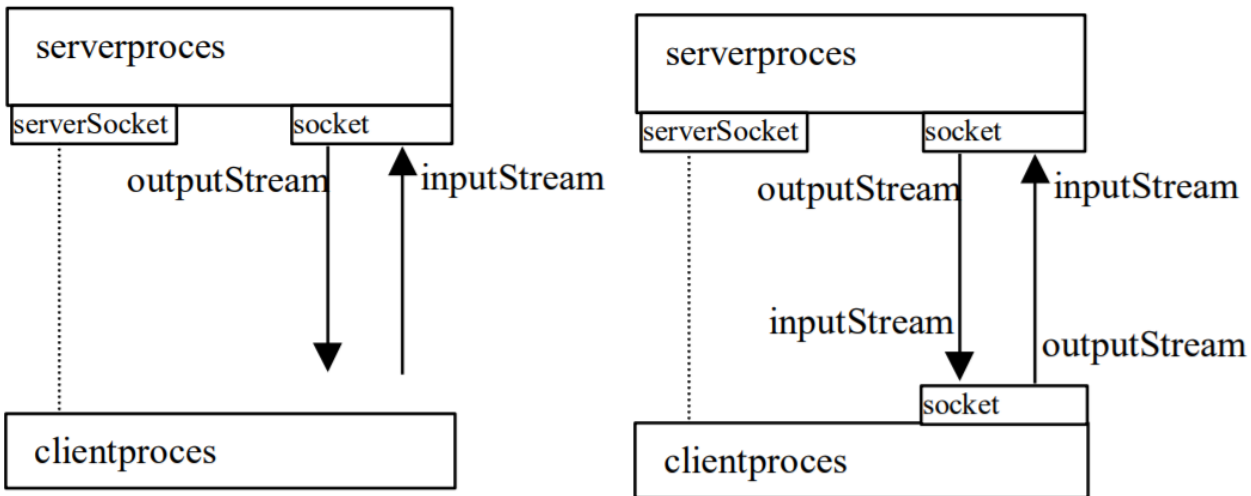 serverproces
serverSocket
socket
outputStream
inputStream
clientproces
serverproces
serverSocket
socket
outputStream
inputStream
inputStream
outputStream
socket
clientproces